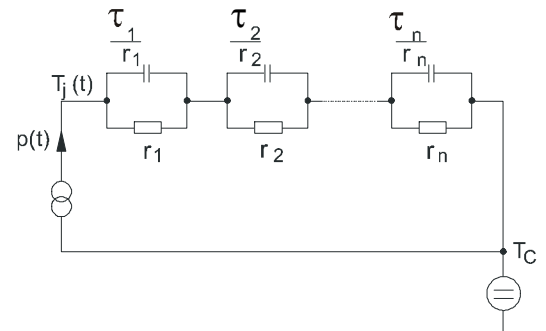 τ1/r1 τ2/r2 τn/rn
Tj (t)
p(t)
r1 r2 rn
TC